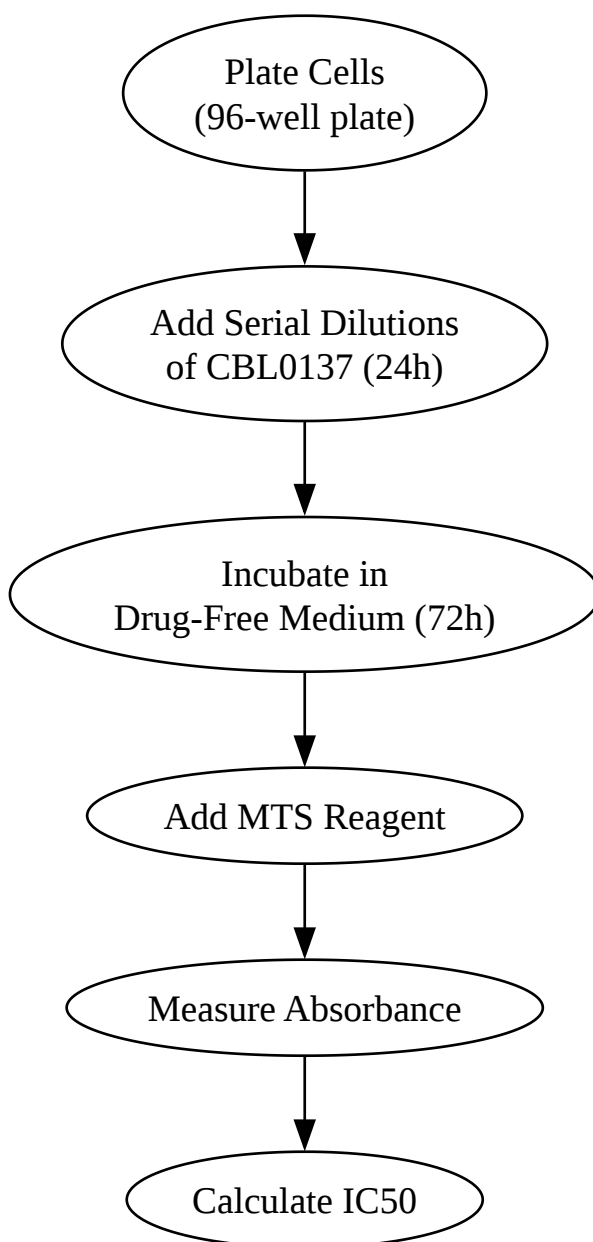 Plate Cells
(96-well plate)
Add Serial Dilutions
of CBL0137 (24h)
Incubate in
Drug-Free Medium (72h)
Add MTS Reagent
Measure Absorbance
Calculate IC50